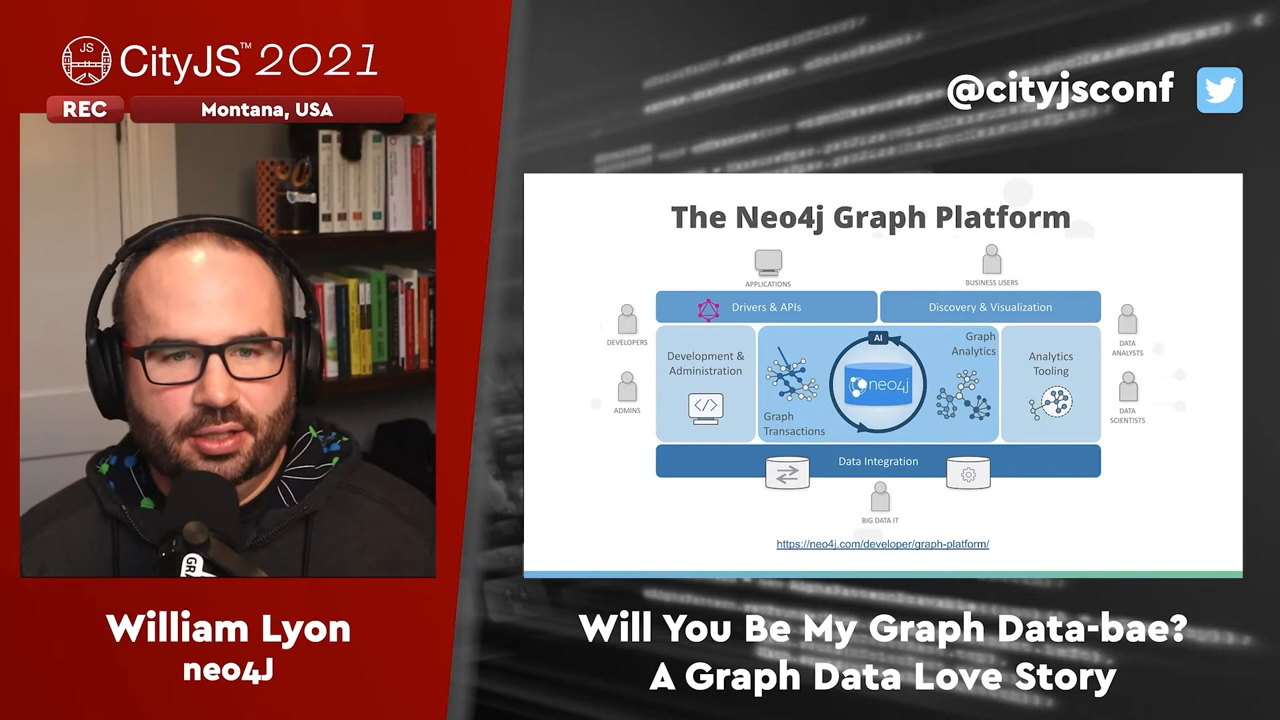 JS
CityJS™ 2021
REC
Montana, USA
@cityjsconf
The Neo4j Graph Platform
APPLICATIONS
BUSINESS USERS
Drivers & APIs
Discovery & Visualization
DEVELOPERS
ADMINS
Development &
Administration
</>
Graph
Transactions
AI
neo4j
Graph
Analytics
Analytics
Tooling
DATA
ANALYSTS
DATA
SCIENTISTS
Data Integration
BIG DATA IT
https://neo4j.com/developer/graph-platform/
William Lyon
neo4J
Will You Be My Graph Data-bae?
A Graph Data Love Story